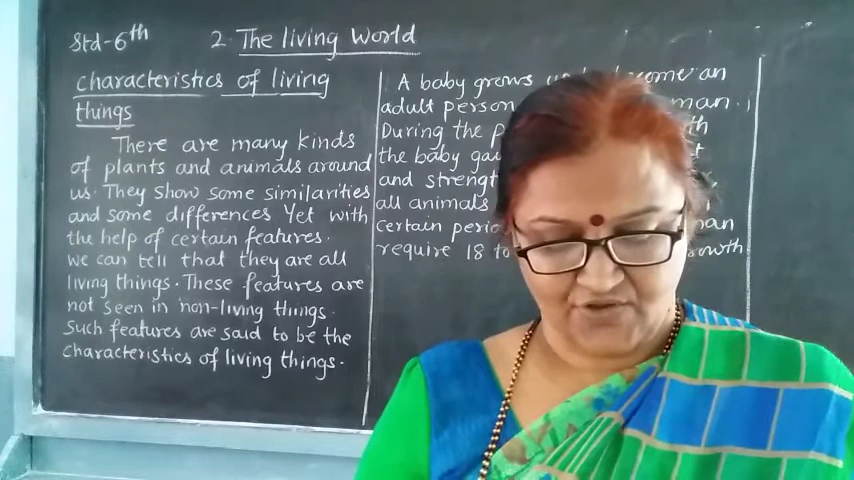 Std-6th
2. The living World
characteristics of living
things
There are many kinds
of plants and animals around
us. They show some similarities
and some differences Yet with
the help of certain features.
we can tell that they are all
living things. These features are
not seen in non-living things.
Such features are said to be the
characteristics of living things.
A baby grows an
adult person
During the
the baby
and
all animals
certain
require 18 to